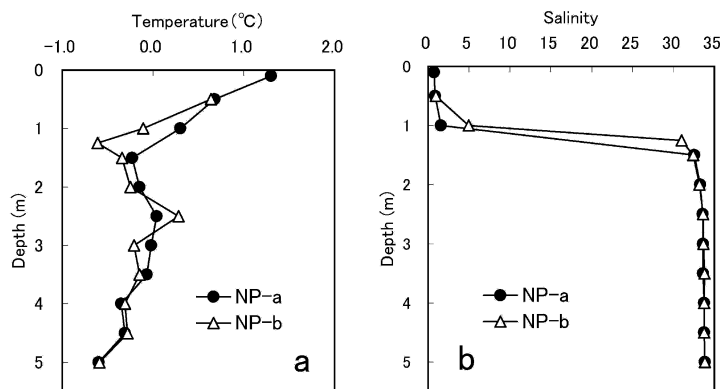 Temperature(℃)
-1.0 0.0 1.0 2.0
0
1
2
3
4
5
Depth (m)
NP-a
NP-b
a
Salinity
0 5 10 15 20 25 30 35
0
1
2
3
4
5
Depth (m)
NP-a
NP-b
b